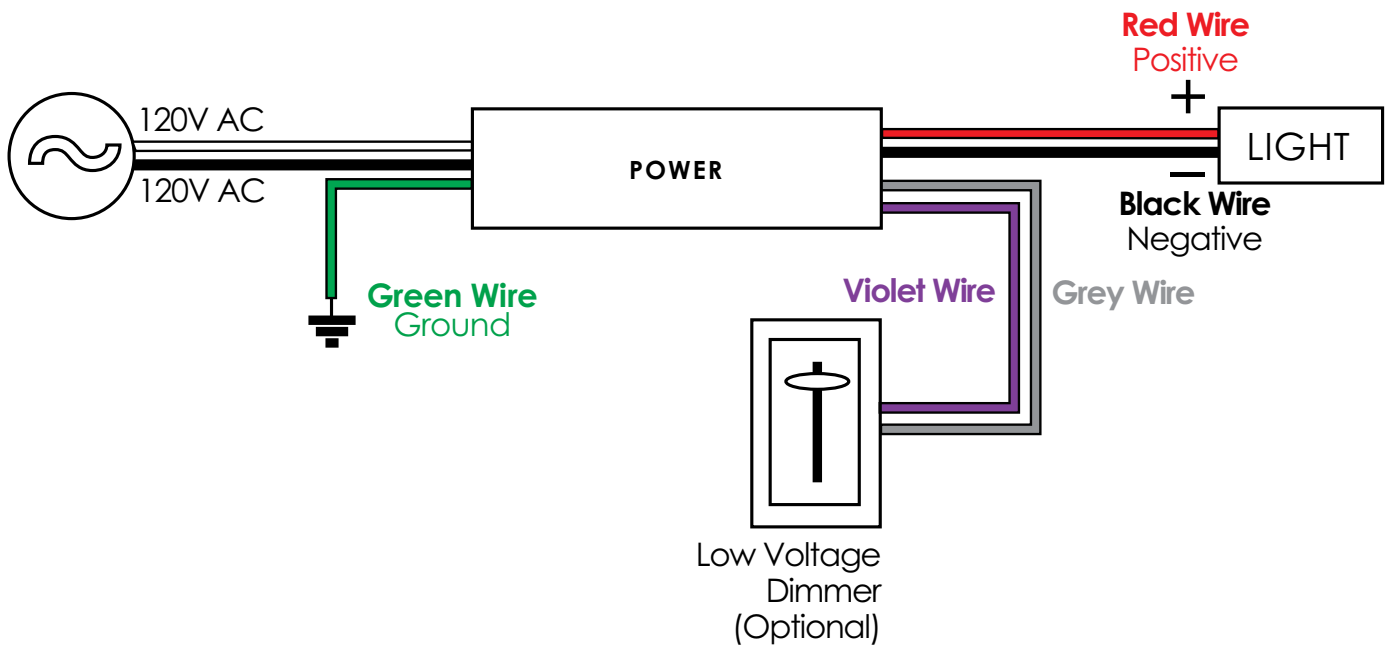 Red Wire
Positive
+
120V AC
POWER
LIGHT
120V AC
−
Black Wire
Negative
Green Wire
Ground
Violet Wire
Grey Wire
Low Voltage
Dimmer
(Optional)